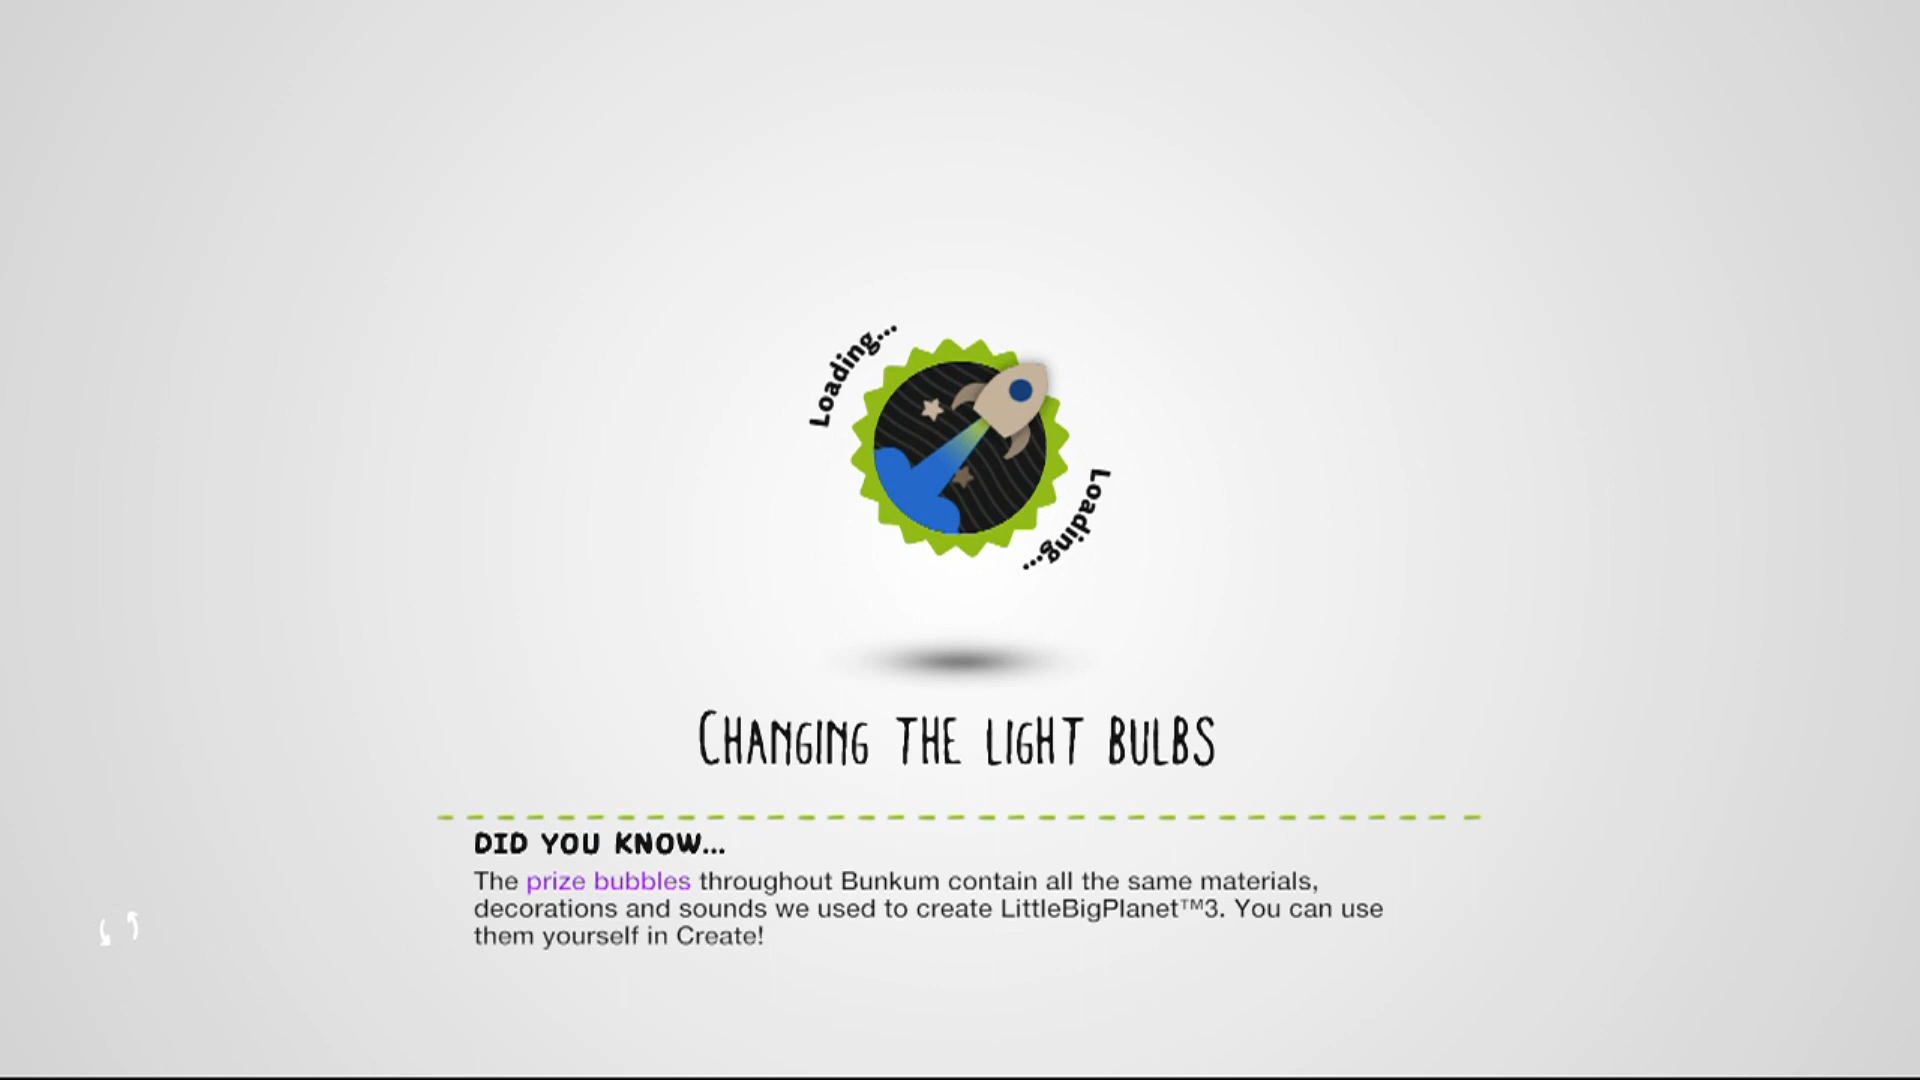 Loading...
Loading...
CHANGING THE LIGHT BULBS
DID YOU KNOW...
The prize bubbles throughout Bunkum contain all the same materials,
decorations and sounds we used to create LittleBigPlanet™3. You can use
them yourself in Create!